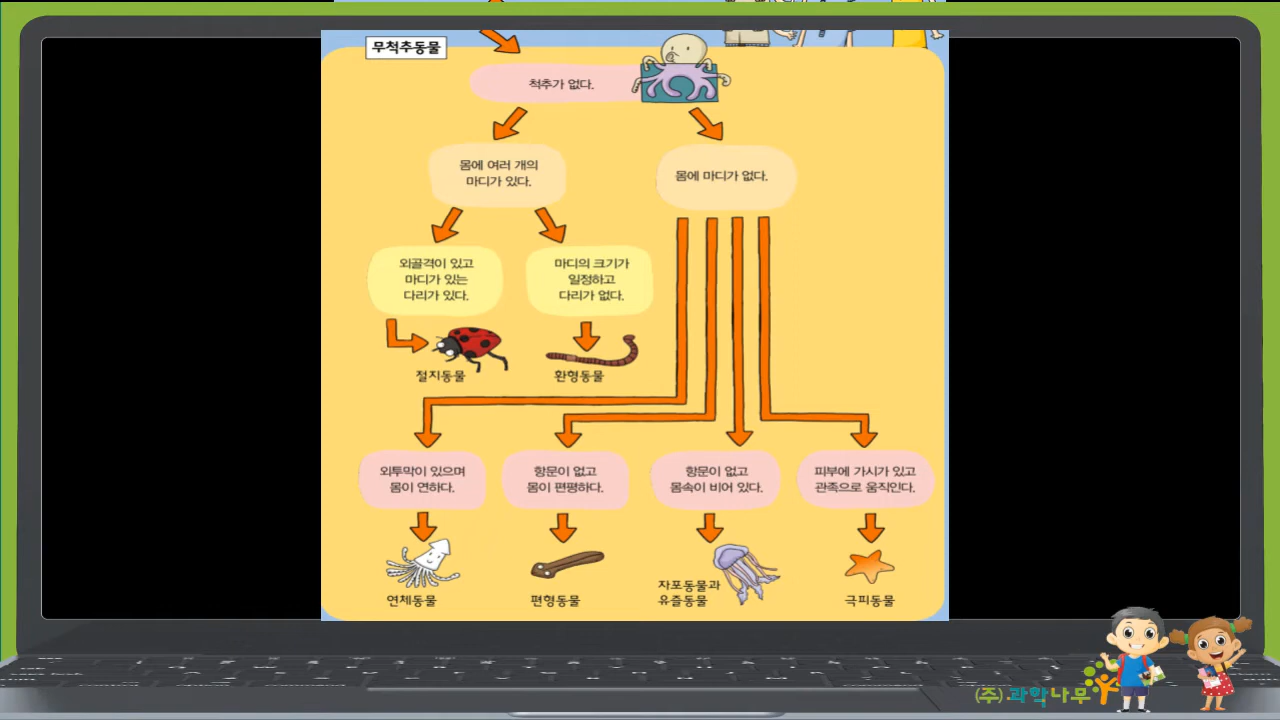 무척추동물
척추가 없다.
몸에 여러 개의
마디가 있다.
몸에 마디가 없다.
외골격이 있고
마디가 있는
다리가 있다.
마디의 크기가
일정하고
다리가 없다.
절지동물
환형동물
외투막이 있으며
몸이 연하다.
항문이 없고
몸이 편평하다.
항문이 없고
몸속이 비어 있다.
피부에 가시가 있고
관족으로 움직인다.
연체동물
편형동물
자포동물과
유즐동물
극피동물
(주)과학나무